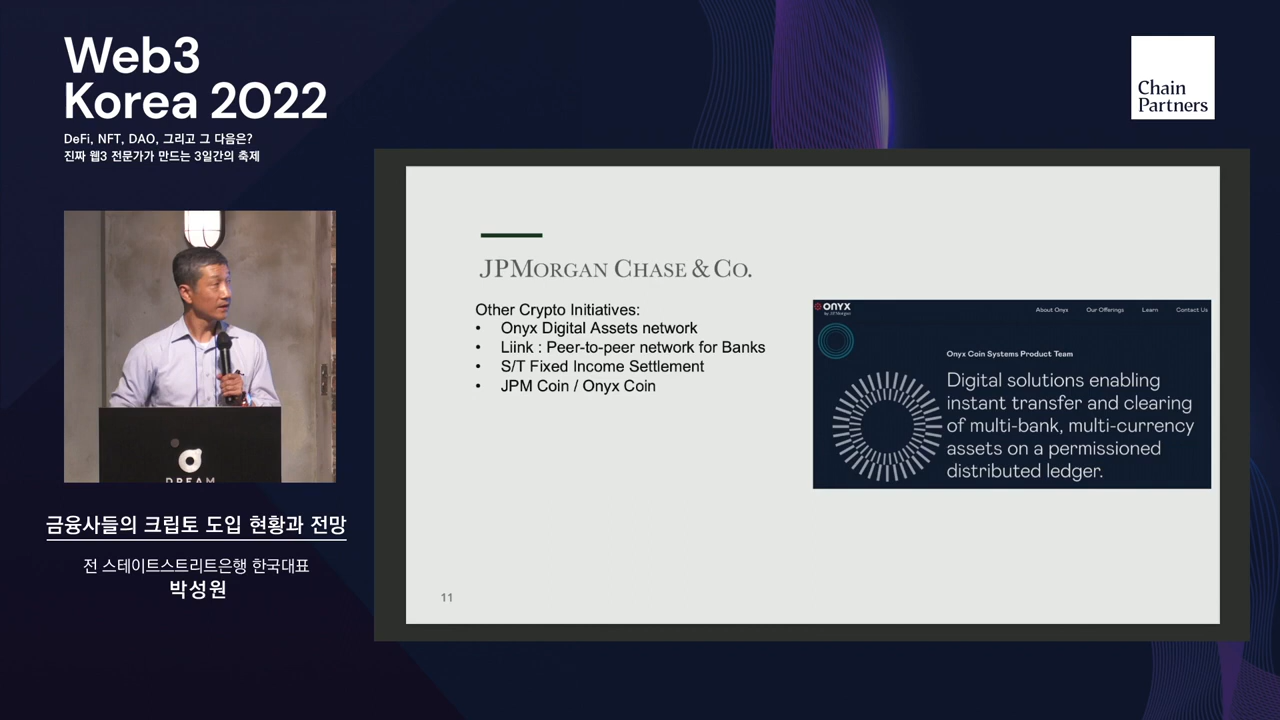 Web3
Korea 2022
DeFi, NFT, DAO, 그리고 그 다음은?
진짜 웹3 전문가가 만드는 3일간의 축제
Chain
Partners
JPMORGAN CHASE & CO.
Other Crypto Initiatives:
• Onyx Digital Assets network
• Liink : Peer-to-peer network for Banks
• S/T Fixed Income Settlement
• JPM Coin / Onyx Coin
ONYX
by J.P. Morgan
About Onyx Our Offerings Learn Contact Us
Onyx Coin Systems Product Team
Digital solutions enabling
instant transfer and clearing
of multi-bank, multi-currency
assets on a permissioned
distributed ledger.
11
DREAM
금융사들의 크립토 도입 현황과 전망
전 스테이트스트리트은행 한국대표
박성원